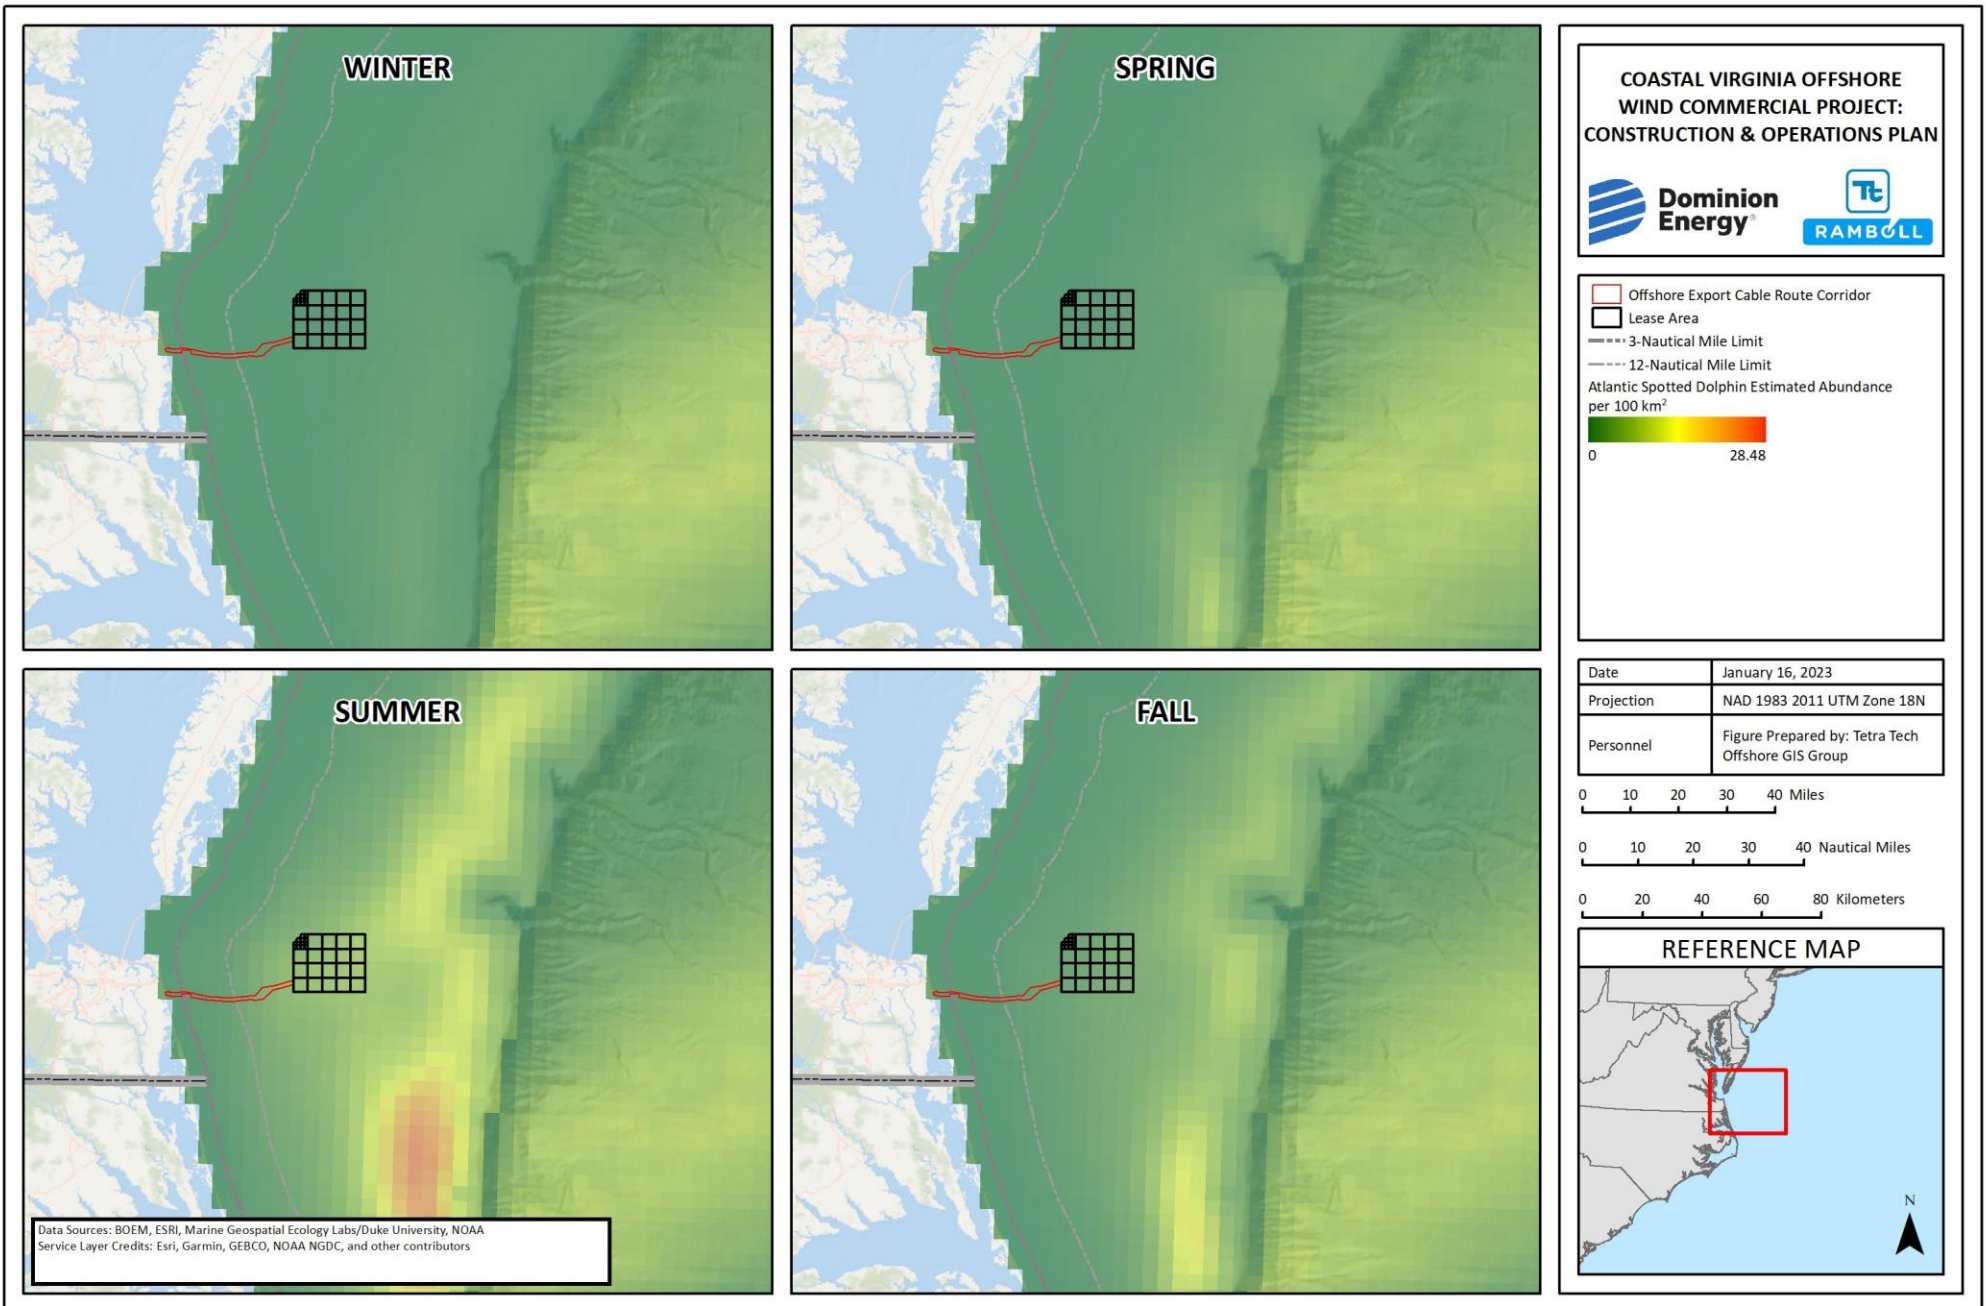 WINTER
SPRING
SUMMER
FALL
Data Sources: BOEM, ESRI, Marine Geospatial Ecology Labs/Duke University, NOAA
Service Layer Credits: Esri, Garmin, GEBCO, NOAA NGDC, and other contributors
COASTAL VIRGINIA OFFSHORE
WIND COMMERCIAL PROJECT:
CONSTRUCTION & OPERATIONS PLAN
Dominion
Energy®
Tt
RAMBOLL
Offshore Export Cable Route Corridor
Lease Area
3-Nautical Mile Limit
12-Nautical Mile Limit
Atlantic Spotted Dolphin Estimated Abundance
per 100 km²
0 28.48
Date January 16, 2023
Projection NAD 1983 2011 UTM Zone 18N
Personnel Figure Prepared by: Tetra Tech
Offshore GIS Group
0 10 20 30 40 Miles
0 10 20 30 40 Nautical Miles
0 20 40 60 80 Kilometers
REFERENCE MAP
N